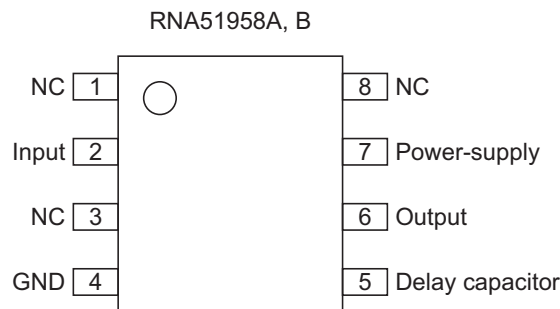 RNA51958A, B
NC 1 8 NC
Input 2 7 Power-supply
NC 3 6 Output
GND 4 5 Delay capacitor